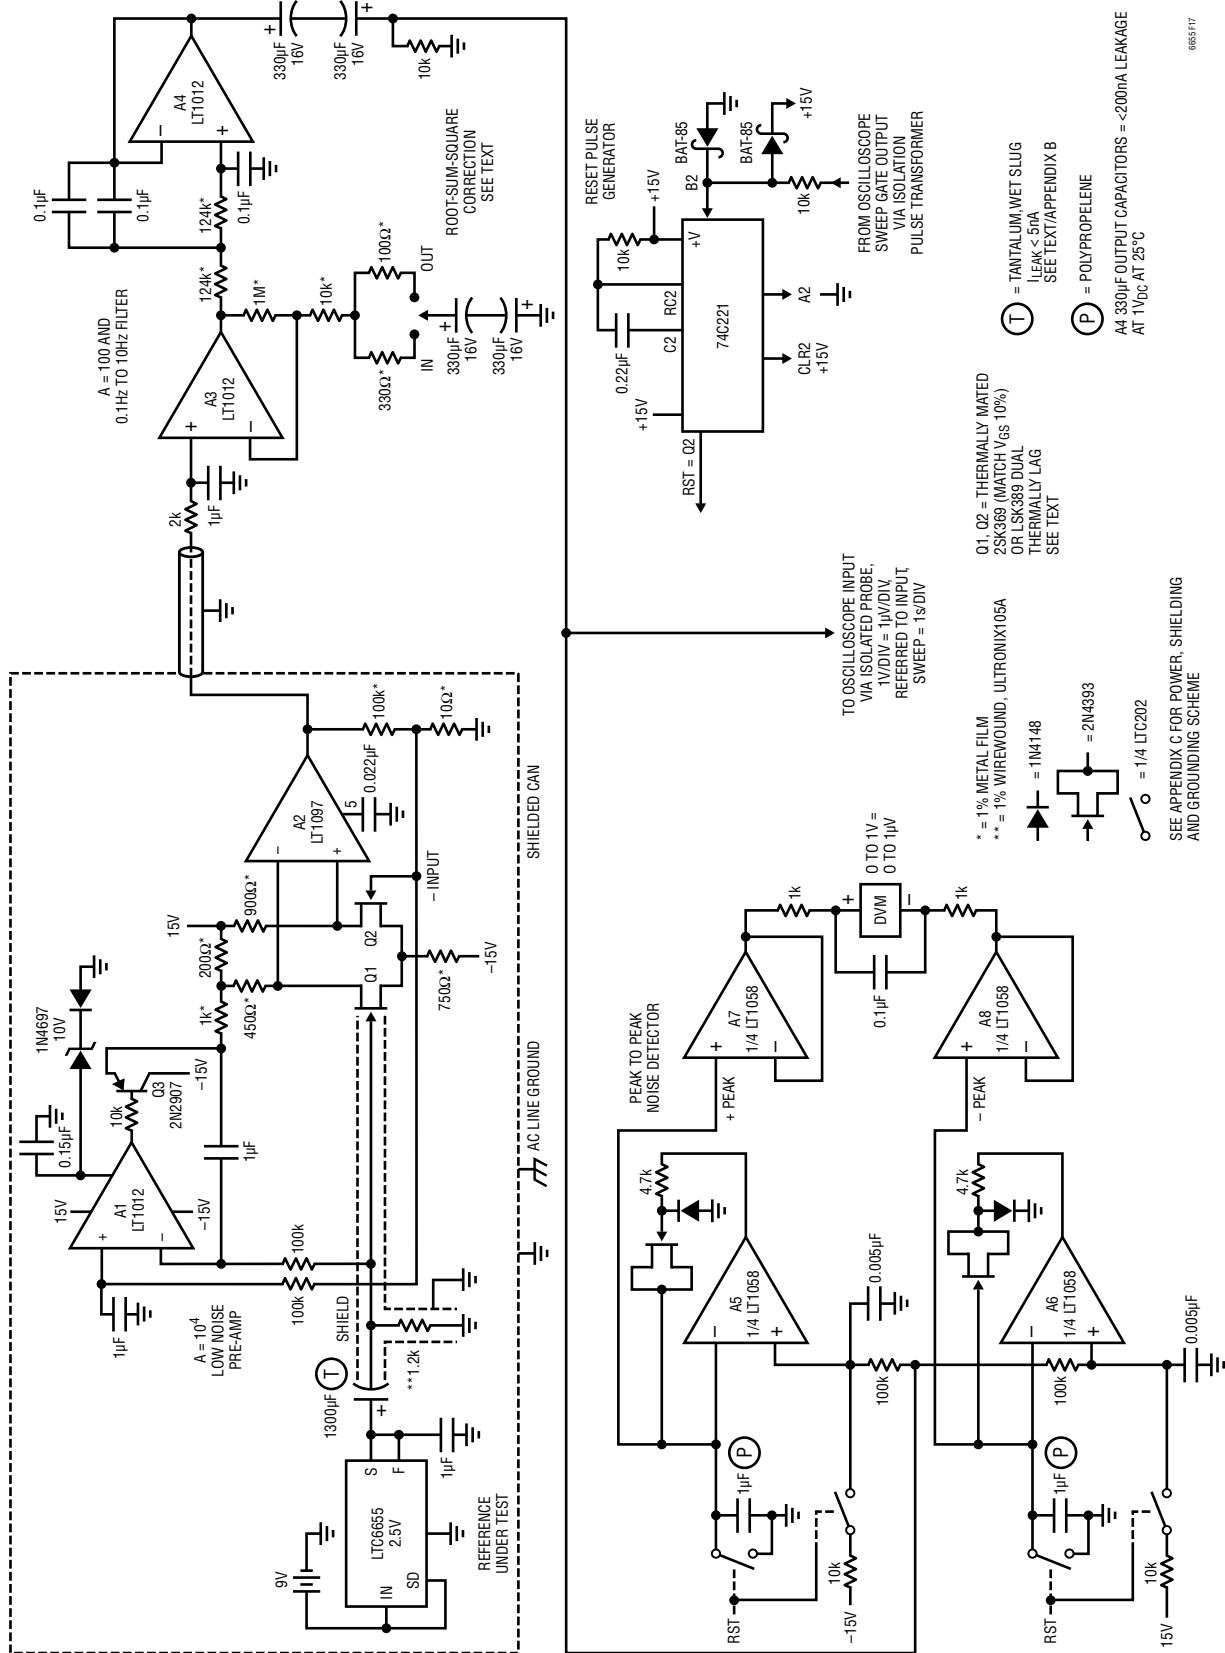 0.1µF
0.1µF
124k*
124k*
0.1µF
A4
LT1012
–
+
+
330µF
16V
330µF
16V
+
10k
A = 100 AND
0.1Hz TO 10Hz FILTER
A3
LT1012
+
–
1M*
10k*
100Ω*
330Ω*
IN
OUT
ROOT-SUM-SQUARE
CORRECTION
SEE TEXT
+
330µF
16V
330µF
16V
+
2k
1µF
SHIELDED CAN
AC LINE GROUND
A = 10⁴
LOW NOISE
PRE-AMP
1µF
15V
A1
LT1012
+
–
–15V
0.15µF
1N4697
10V
10k
Q3
2N2907
–15V
1µF
100k
100k
1k*
200Ω*
15V
450Ω*
900Ω*
Q1
Q2
750Ω*
–15V
– INPUT
A2
LT1097
–
+
5
0.022µF
100k*
10Ω*
SHIELD
**1.2k
1300µF
T
+
9V
LTC6655
2.5V
IN
SD
S
F
1µF
REFERENCE
UNDER TEST
RESET PULSE
GENERATOR
+15V
0.22µF
10k
+15V
C2
RC2
+V
74C221
RST = Q2
CLR2
+15V
A2
B2
BAT-85
BAT-85
+15V
10k
FROM OSCILLOSCOPE
SWEEP GATE OUTPUT
VIA ISOLATION
PULSE TRANSFORMER
TO OSCILLOSCOPE INPUT
VIA ISOLATED PROBE,
1V/DIV = 1µV/DIV,
REFERRED TO INPUT,
SWEEP = 1s/DIV
PEAK TO PEAK
NOISE DETECTOR
4.7k
A5
1/4 LT1058
–
+
+ PEAK
A7
1/4 LT1058
+
–
1k
+
DVM
–
0 TO 1V =
0 TO 1µV
0.1µF
1k
A8
1/4 LT1058
+
–
– PEAK
4.7k
A6
1/4 LT1058
–
+
0.005µF
100k
100k
0.005µF
P
1µF
RST
10k
–15V
P
1µF
RST
10k
15V
* = 1% METAL FILM
** = 1% WIREWOUND, ULTRONIX105A
= 1N4148
= 2N4393
= 1/4 LTC202
SEE APPENDIX C FOR POWER, SHIELDING
AND GROUNDING SCHEME
Q1, Q2 = THERMALLY MATED
2SK369 (MATCH VGS 10%)
OR LSK389 DUAL
THERMALLY LAG
SEE TEXT
T = TANTALUM,WET SLUG
ILEAK < 5nA
SEE TEXT/APPENDIX B
P = POLYPROPELENE
A4 330µF OUTPUT CAPACITORS = <200nA LEAKAGE
AT 1VDC AT 25°C
6655 F17